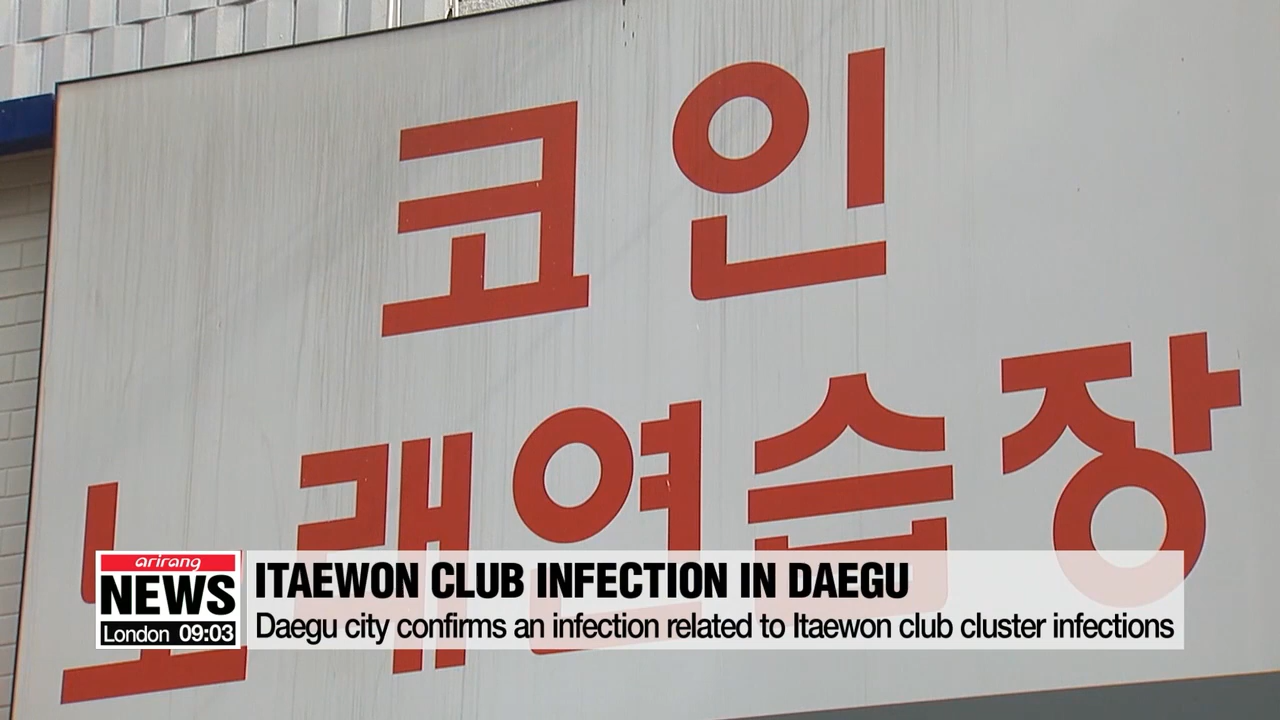 코인
노래연습장
arirang
NEWS
London 09:03
ITAEWON CLUB INFECTION IN DAEGU
Daegu city confirms an infection related to Itaewon club cluster infections